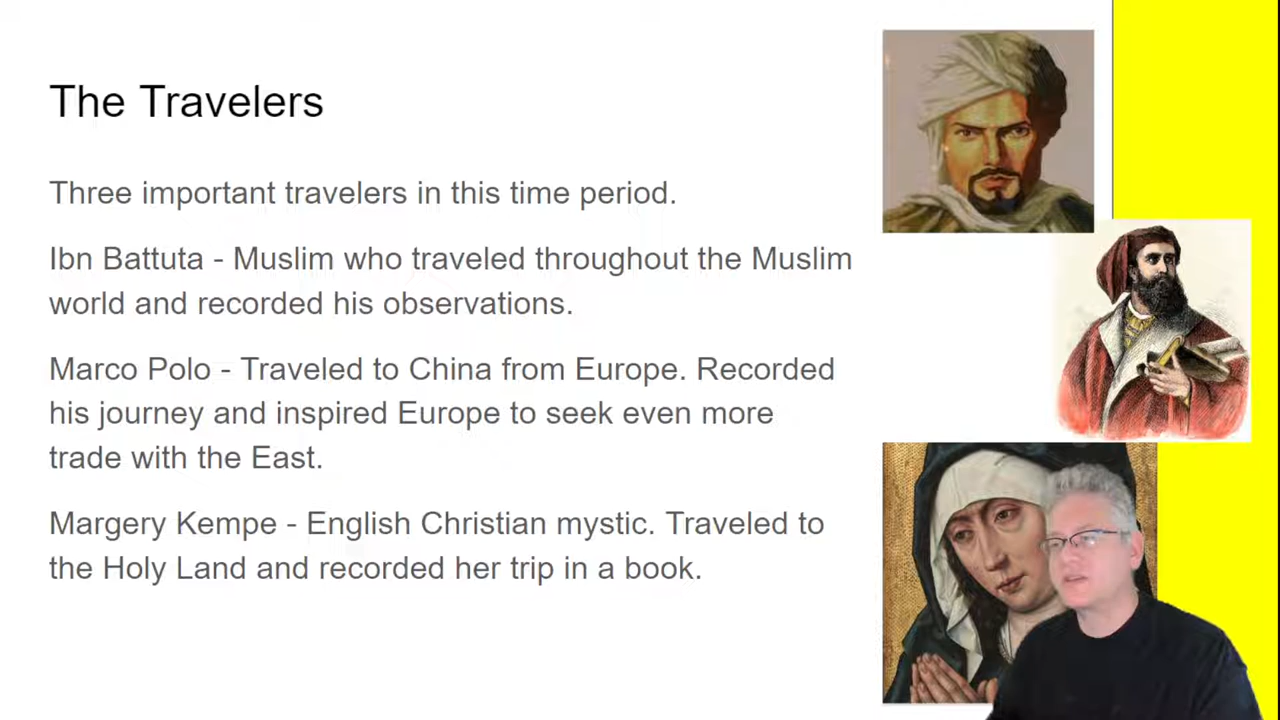 The Travelers
Three important travelers in this time period.
Ibn Battuta - Muslim who traveled throughout the Muslim
world and recorded his observations.
Marco Polo - Traveled to China from Europe. Recorded
his journey and inspired Europe to seek even more
trade with the East.
Margery Kempe - English Christian mystic. Traveled to
the Holy Land and recorded her trip in a book.